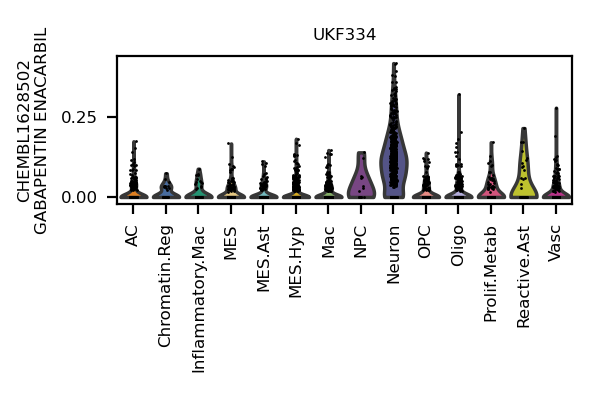 UKF334
CHEMBL1628502
GABAPENTIN ENACARBIL
0.25
0.00
AC
Chromatin.Reg
Inflammatory.Mac
MES
MES.Ast
MES.Hyp
Mac
NPC
Neuron
OPC
Oligo
Prolif.Metab
Reactive.Ast
Vasc